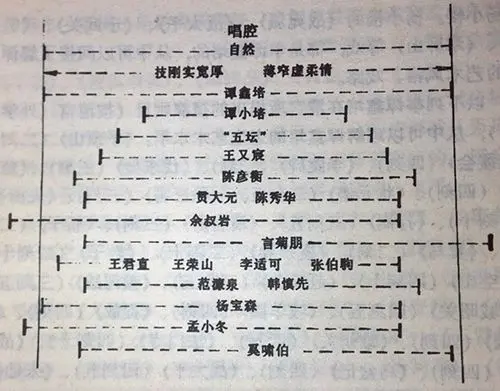 唱腔
自然
技刚实宽厚 薄窄虚柔情
谭鑫培
谭小培
“五坛”
王又宸
陈彦衡
贯大元 陈秀华
余叔岩
言菊朋
王君直 王荣山 李适可 张伯驹
范濂泉 韩慎先
杨宝森
孟小冬
奚啸伯